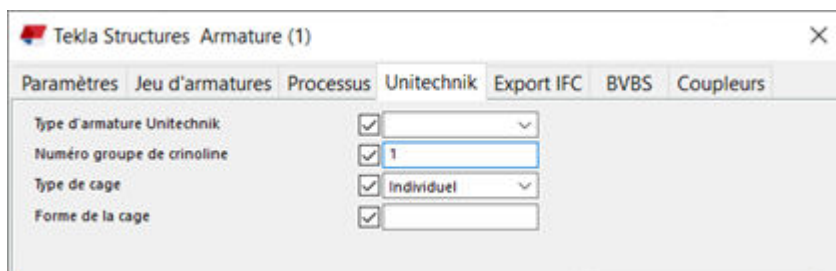 Tekla Structures Armature (1)
Paramètres Jeu d'armatures Processus Unitechnik Export IFC BVBS Coupleurs
Type d'armature Unitechnik
Numéro groupe de crinoline 1
Type de cage Individuel
Forme de la cage